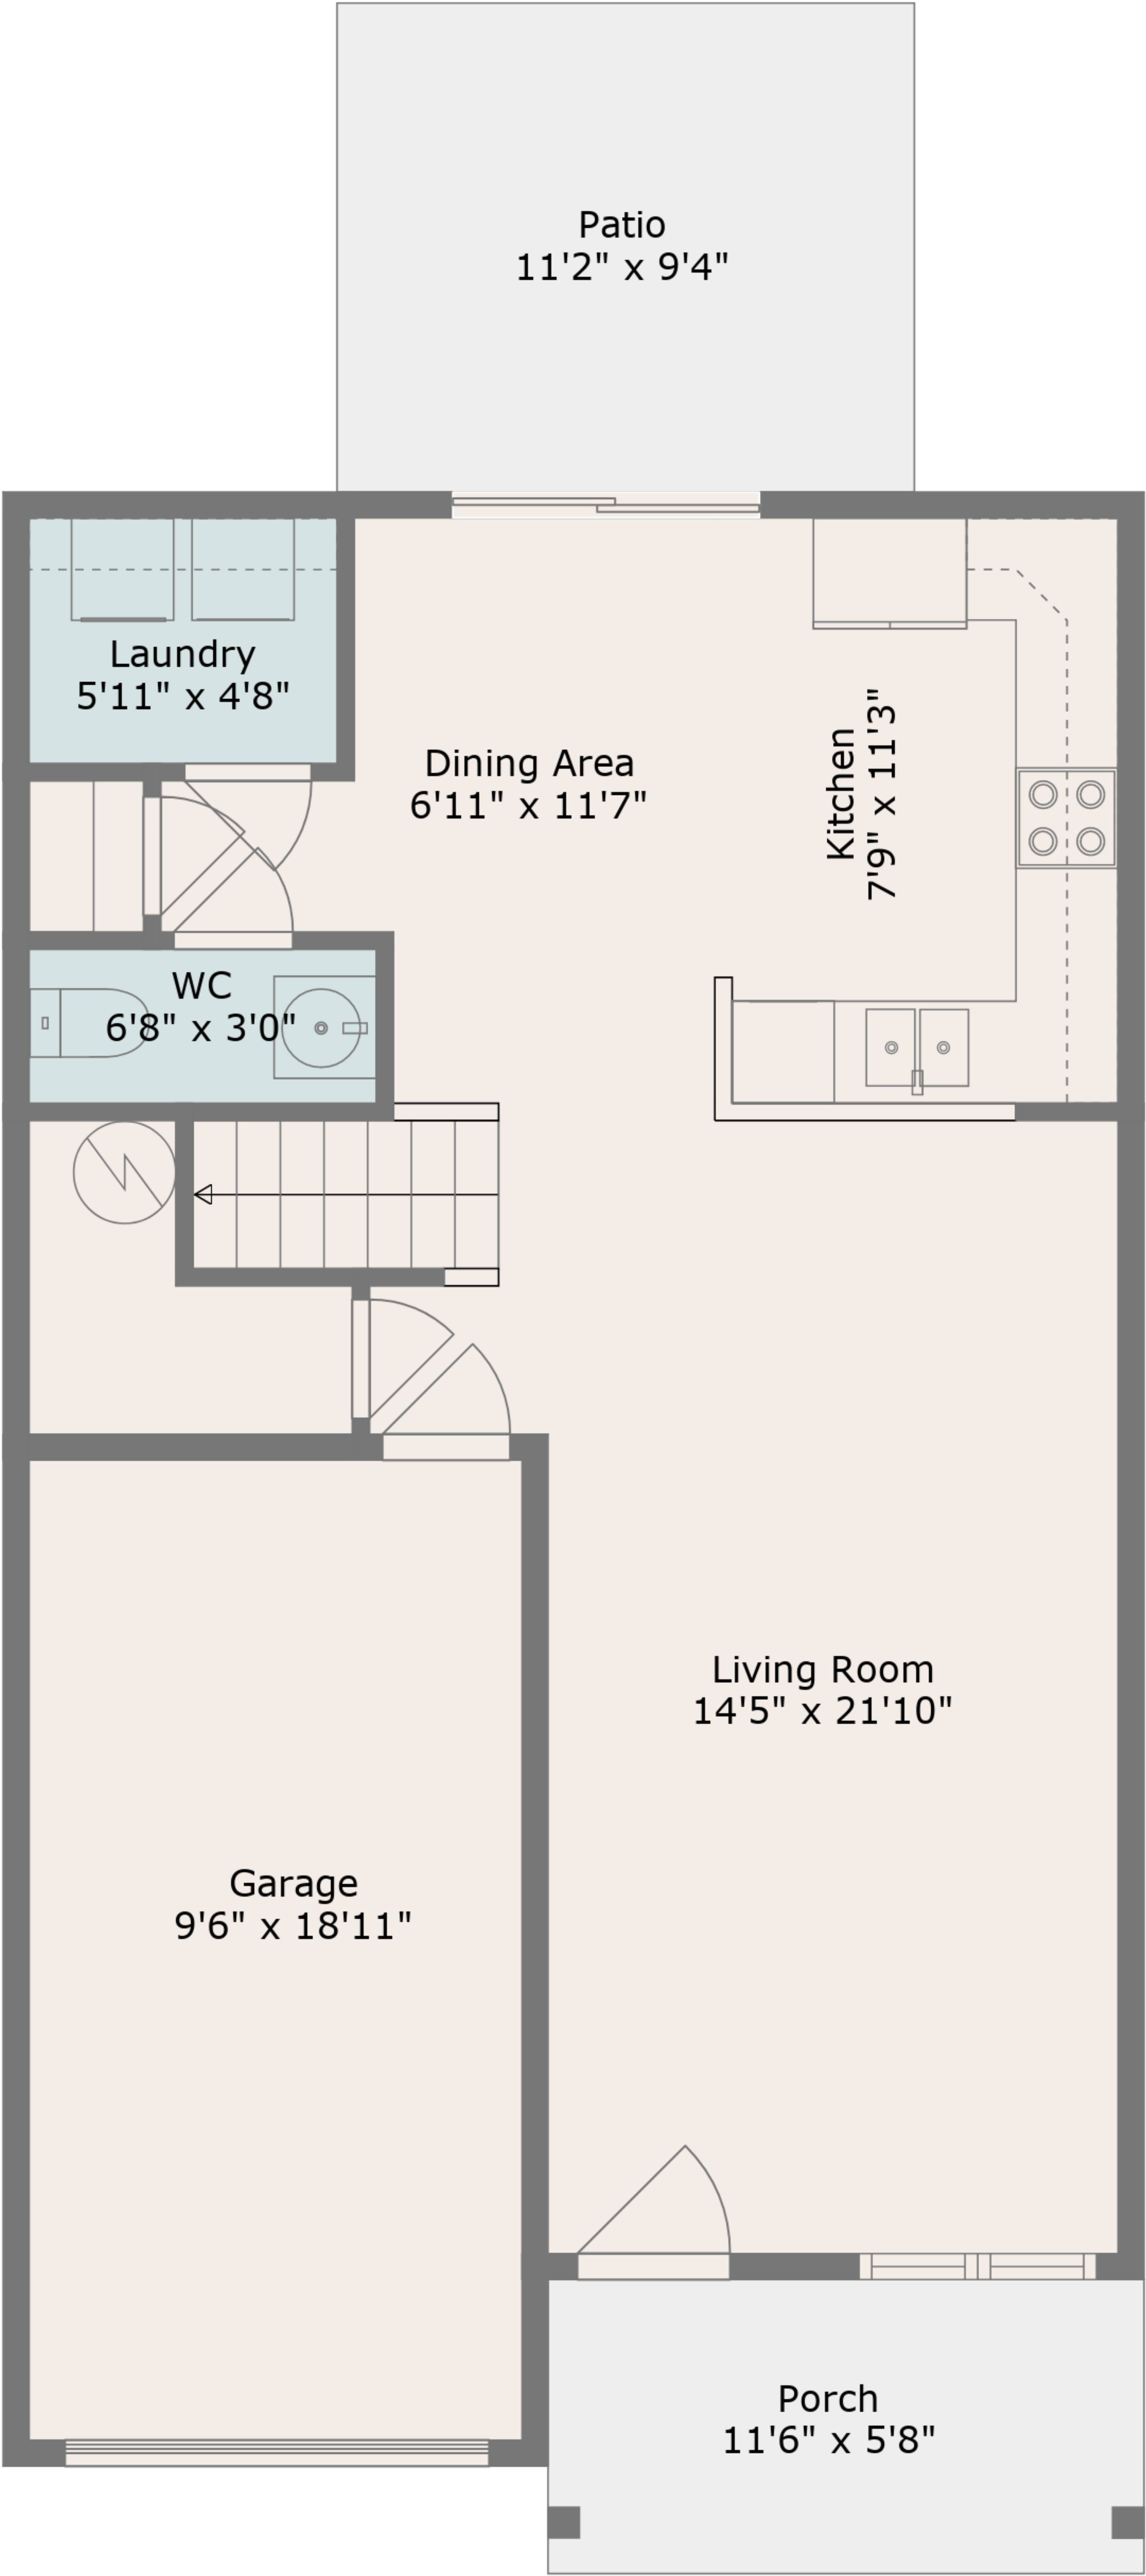 Patio
11'2" x 9'4"
Laundry
5'11" x 4'8"
Dining Area
6'11" x 11'7"
Kitchen
7'9" x 11'3"
WC
6'8" x 3'0"
Living Room
14'5" x 21'10"
Garage
9'6" x 18'11"
Porch
11'6" x 5'8"